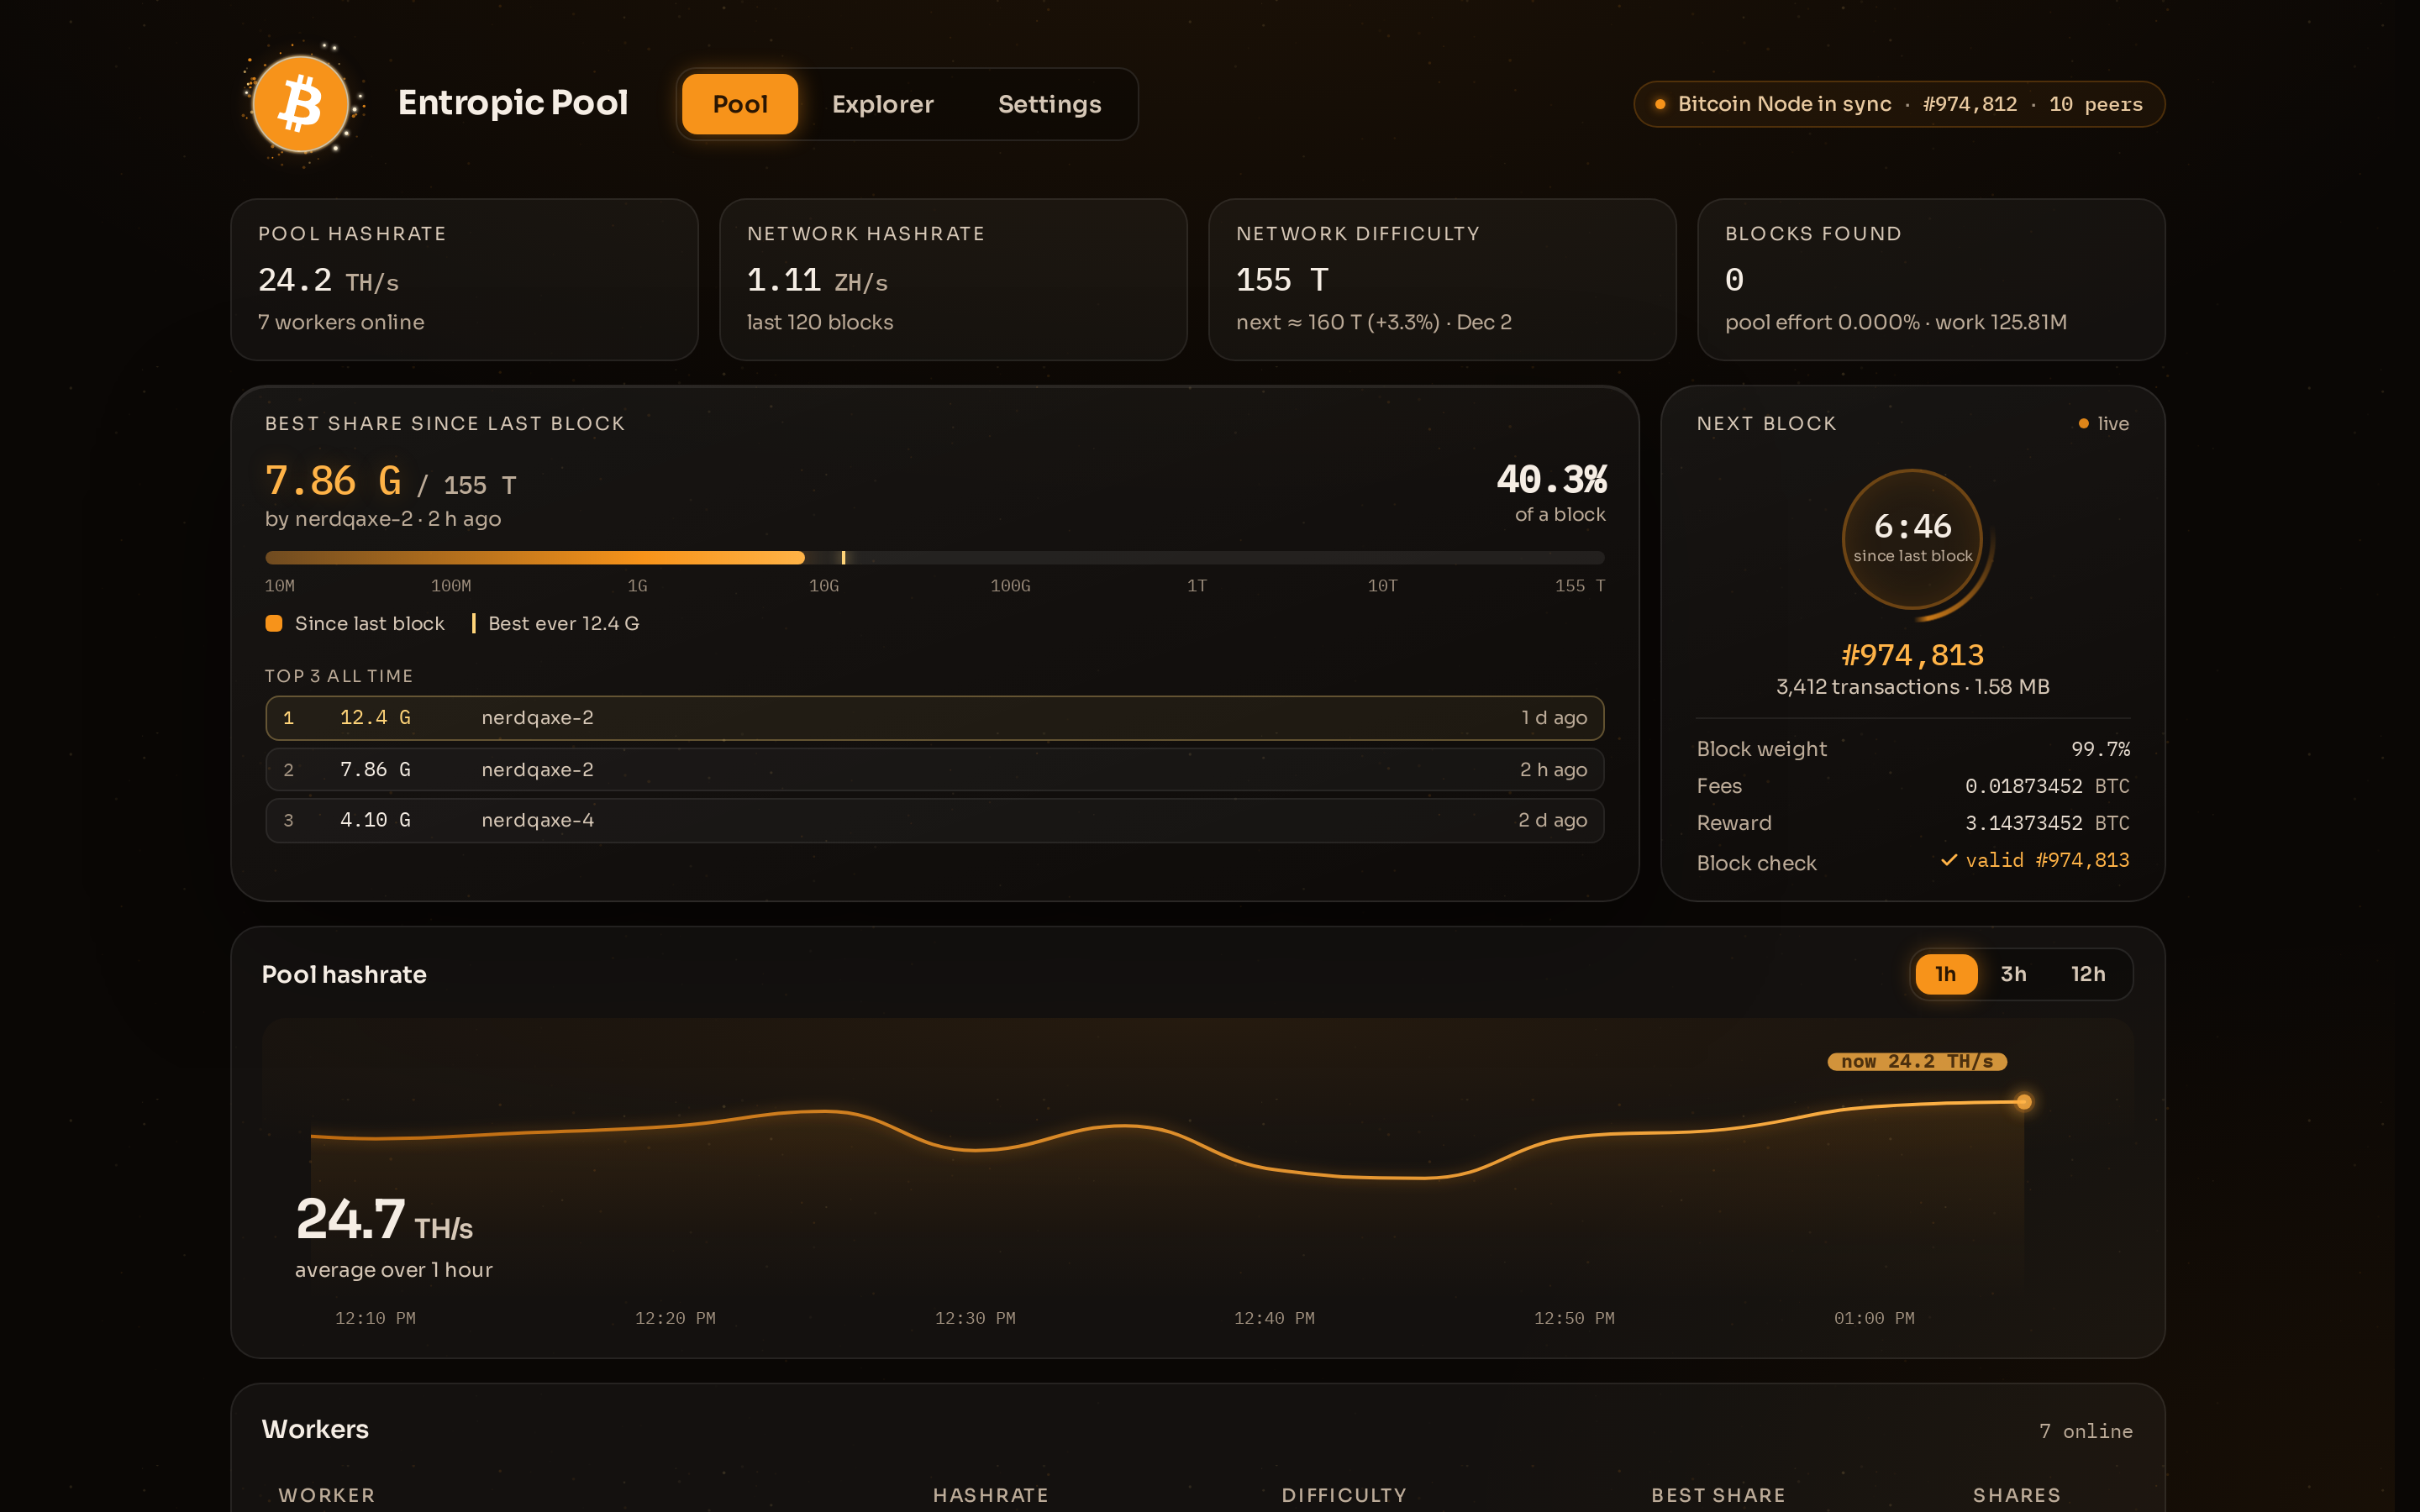 Entropic Pool
Pool
Explorer
Settings
Bitcoin Node in sync · #974,812 · 10 peers
POOL HASHRATE
24.2 TH/s
7 workers online
NETWORK HASHRATE
1.11 ZH/s
last 120 blocks
NETWORK DIFFICULTY
155 T
next ≈ 160 T (+3.3%) · Dec 2
BLOCKS FOUND
0
pool effort 0.000% · work 125.81M
BEST SHARE SINCE LAST BLOCK
7.86 G / 155 T
by nerdqaxe-2 · 2 h ago
40.3%
of a block
10M 100M 1G 10G 100G 1T 10T 155 T
Since last block
Best ever 12.4 G
TOP 3 ALL TIME
1 12.4 G nerdqaxe-2 1 d ago
2 7.86 G nerdqaxe-2 2 h ago
3 4.10 G nerdqaxe-4 2 d ago
NEXT BLOCK
live
6:46
since last block
#974,813
3,412 transactions · 1.58 MB
Block weight 99.7%
Fees 0.01873452 BTC
Reward 3.14373452 BTC
Block check ✓ valid #974,813
Pool hashrate
1h 3h 12h
now 24.2 TH/s
24.7 TH/s
average over 1 hour
12:10 PM 12:20 PM 12:30 PM 12:40 PM 12:50 PM 01:00 PM
Workers
7 online
WORKER HASHRATE DIFFICULTY BEST SHARE SHARES